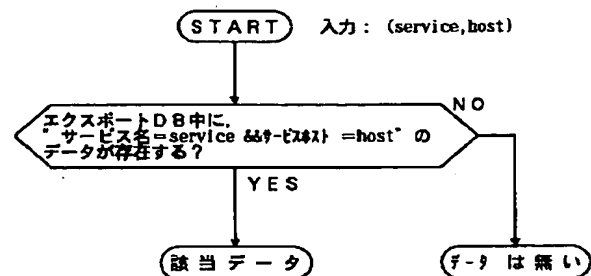 START 入力: (service,host)
エクスポートDB中に,
"サービス名=service &&サービスホスト=host" の
データが存在する?
NO
YES
該当データ
データ は無い